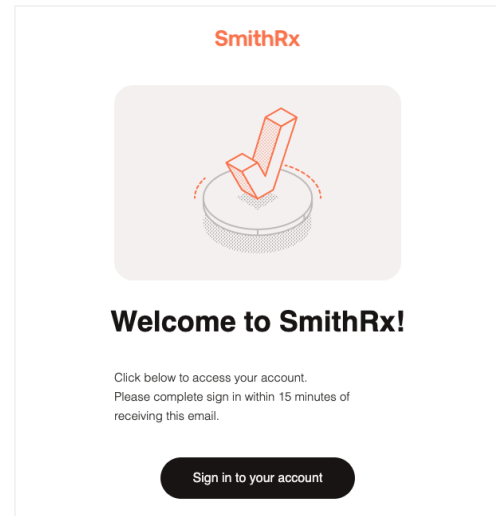 SmithRx
Welcome to SmithRx!
Click below to access your account.
Please complete sign in within 15 minutes of
receiving this email.
Sign in to your account